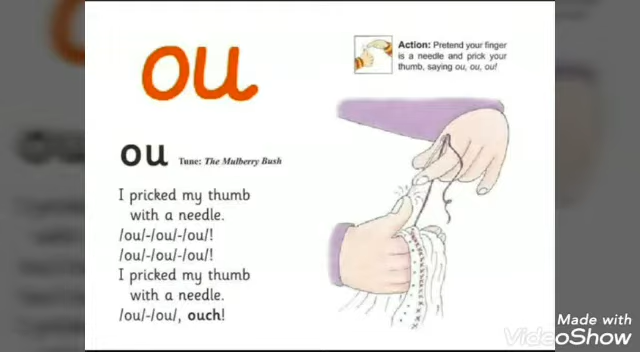 ou
Action: Pretend your finger
is a needle and prick your
thumb, saying ou, ou, ou!
ou Tune: The Mulberry Bush
I pricked my thumb
with a needle.
/ou/-/ou/-/ou/!
/ou/-/ou/-/ou/!
I pricked my thumb
with a needle.
/ou/-/ou/, ouch!
Made with
VideoShow